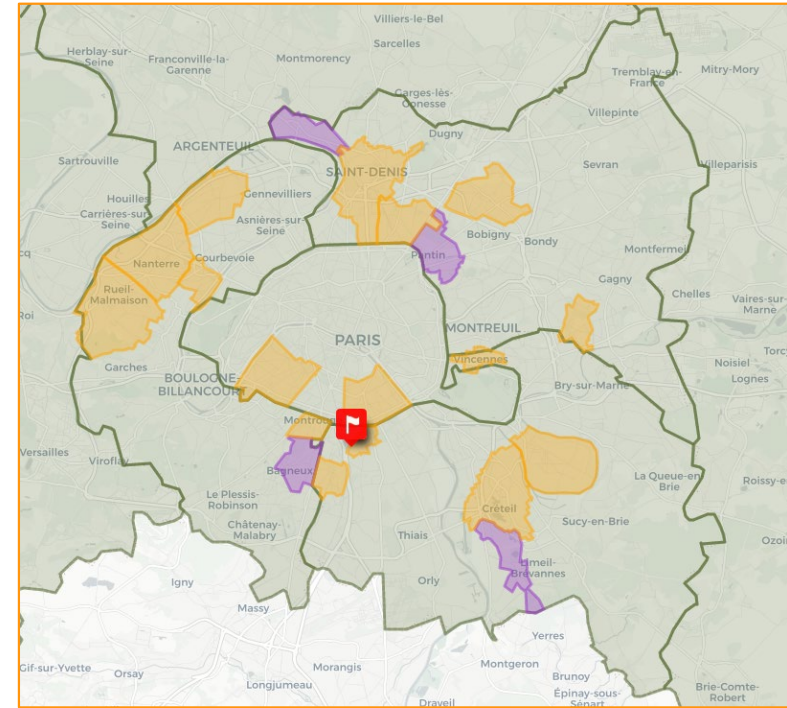 Villiers-le-Bel
Herblay-sur-
Seine
Franconville-la-
Garenne
Montmorency
Sarcelles
Tremblay-en-
France
Mitry-Mory
Garges-lès-
Gonesse
Villepinte
Dugny
ARGENTEUIL
Sartrouville
SAINT-DENIS
Sevran
Villeparisis
Houilles
Gennevilliers
Carrières-sur-
Seine
Asnières-sur-
Seine
Bobigny
Bondy
Pantin
Montfermeil
Nanterre
Courbevoie
Gagny
Rueil-
Malmaison
Chelles
Vaires-sur-
Marne
Roi
PARIS
MONTREUIL
Vincennes
Torcy
Noisiel
Lognes
Garches
BOULOGNE-
BILLANCOURT
Bry-sur-Marne
Versailles
Viroflay
Bagneux
La Queue-en-
Brie
Roissy-e
Le Plessis-
Robinson
Créteil
Sucy-en-Brie
Châtenay-
Malabry
Thiais
Ozoi
Limeil-
Brévannes
Orly
Igny
Massy
Yerres
Gif-sur-Yvette
Orsay
Morangis
Montgeron
Brunoy
Longjumeau
Épinay-sous-
Sénart
Draveil
Brie-Comte-
Robert